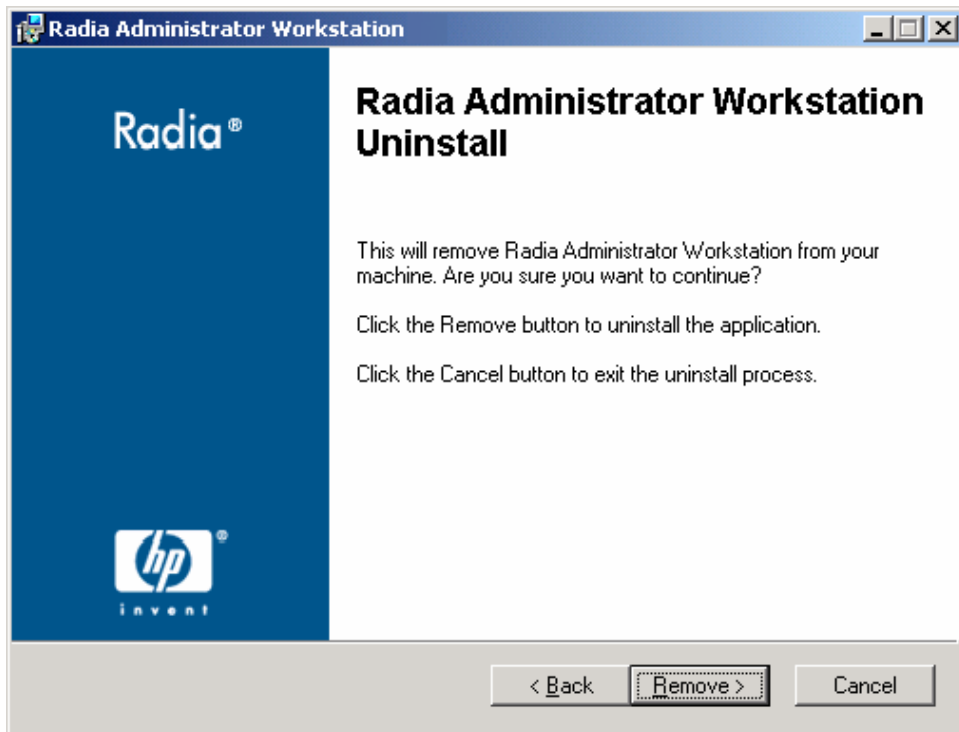 Radia Administrator Workstation
Radia®
Radia Administrator Workstation
Uninstall
This will remove Radia Administrator Workstation from your
machine. Are you sure you want to continue?
Click the Remove button to uninstall the application.
Click the Cancel button to exit the uninstall process.
hp®
invent
< Back
Remove >
Cancel